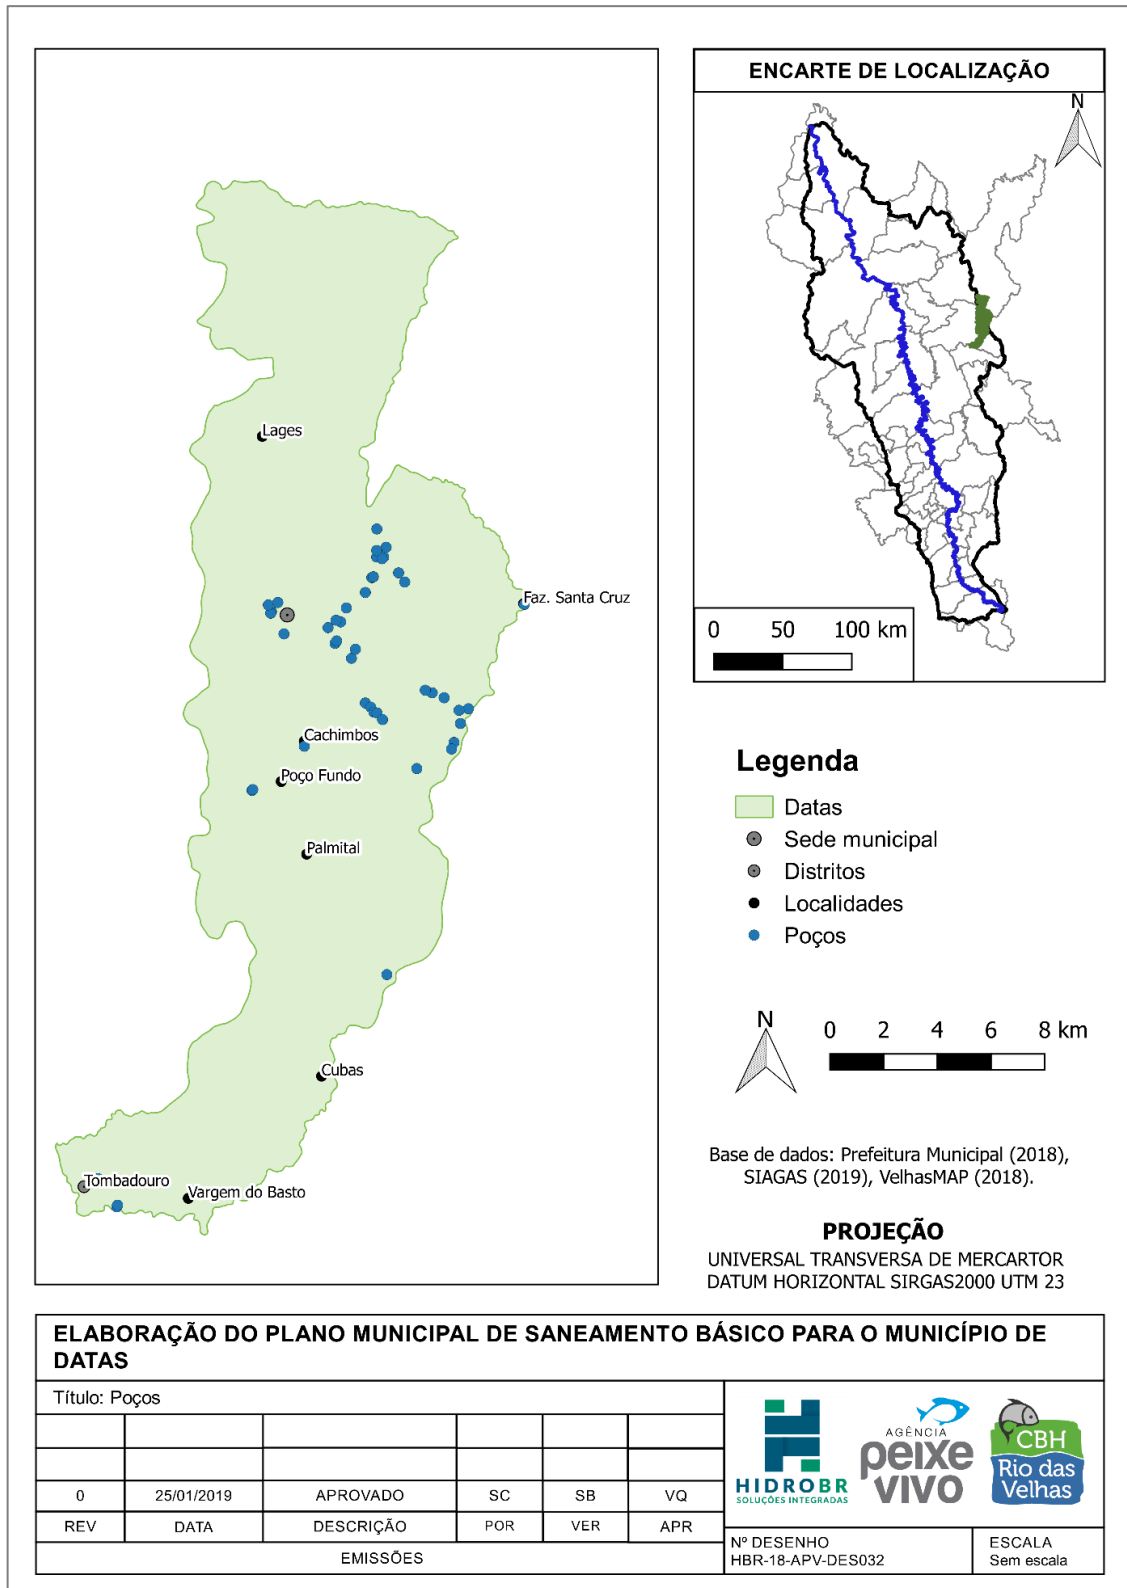 ENCARTE DE LOCALIZAÇÃO
N
0 50 100 km
Lages
Faz. Santa Cruz
Cachimbos
Poço Fundo
Palmital
Cubas
Tombadouro
Vargem do Basto
Legenda
Datas
Sede municipal
Distritos
Localidades
Poços
N
0 2 4 6 8 km
Base de dados: Prefeitura Municipal (2018),
SIAGAS (2019), VelhasMAP (2018).
PROJEÇÃO
UNIVERSAL TRANSVERSA DE MERCARTOR
DATUM HORIZONTAL SIRGAS2000 UTM 23
ELABORAÇÃO DO PLANO MUNICIPAL DE SANEAMENTO BÁSICO PARA O MUNICÍPIO DE
DATAS
Título: Poços
0 25/01/2019 APROVADO SC SB VQ
REV DATA DESCRIÇÃO POR VER APR
EMISSÕES
HIDROBR
SOLUÇÕES INTEGRADAS
AGÊNCIA
peixe
vivo
CBH
Rio das
Velhas
Nº DESENHO
HBR-18-APV-DES032
ESCALA
Sem escala